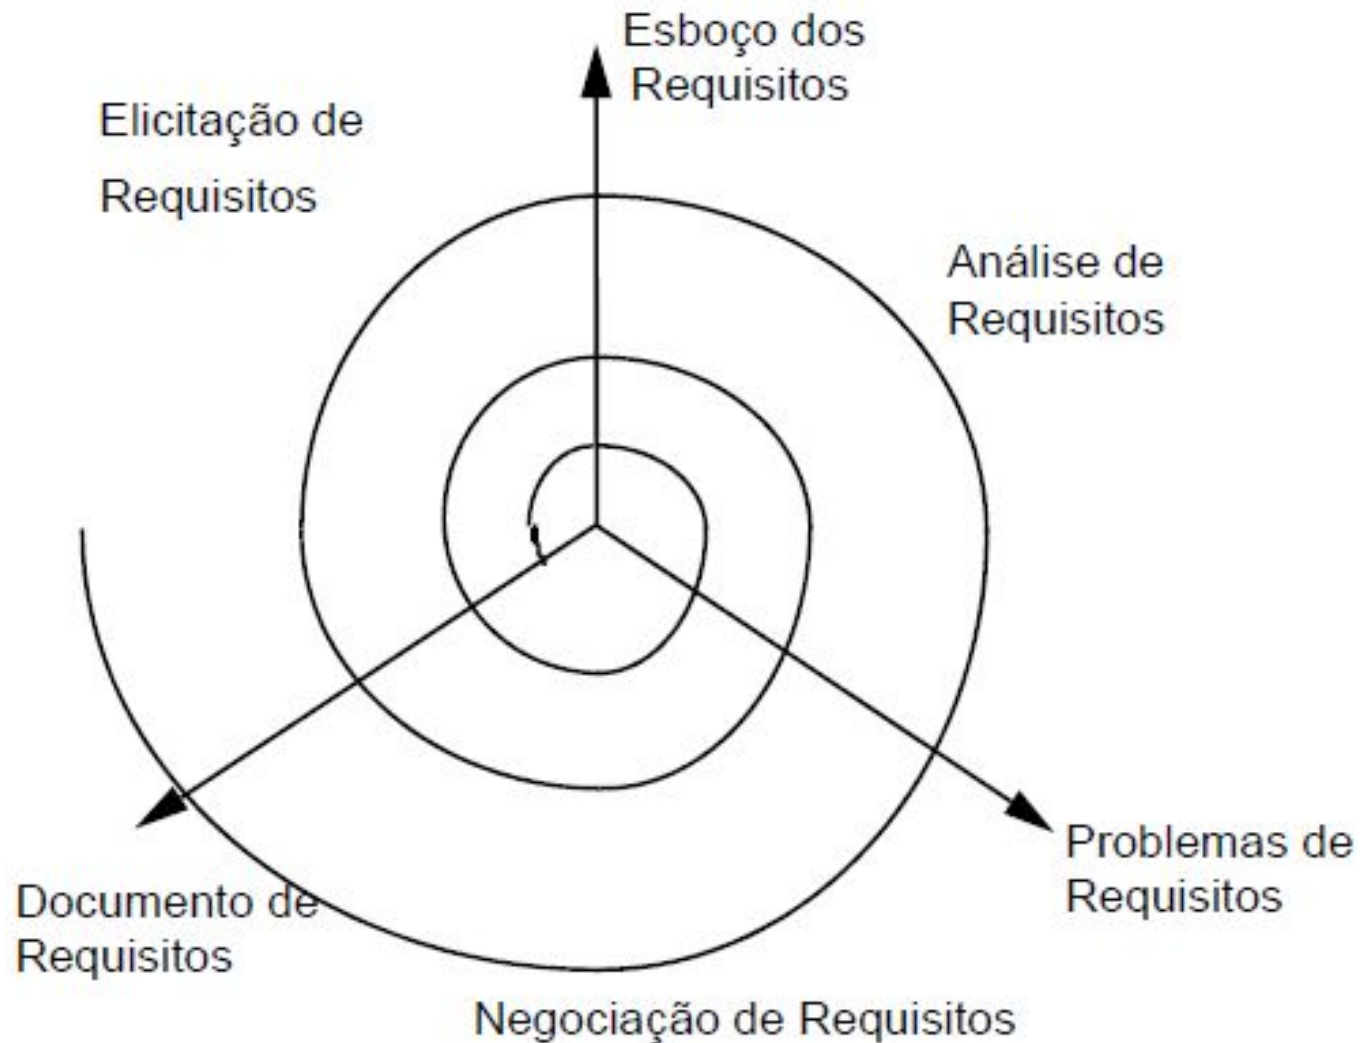 Esboço dos
Requisitos
Elicitação de
Requisitos
Análise de
Requisitos
Problemas de
Requisitos
Documento de
Requisitos
Negociação de Requisitos